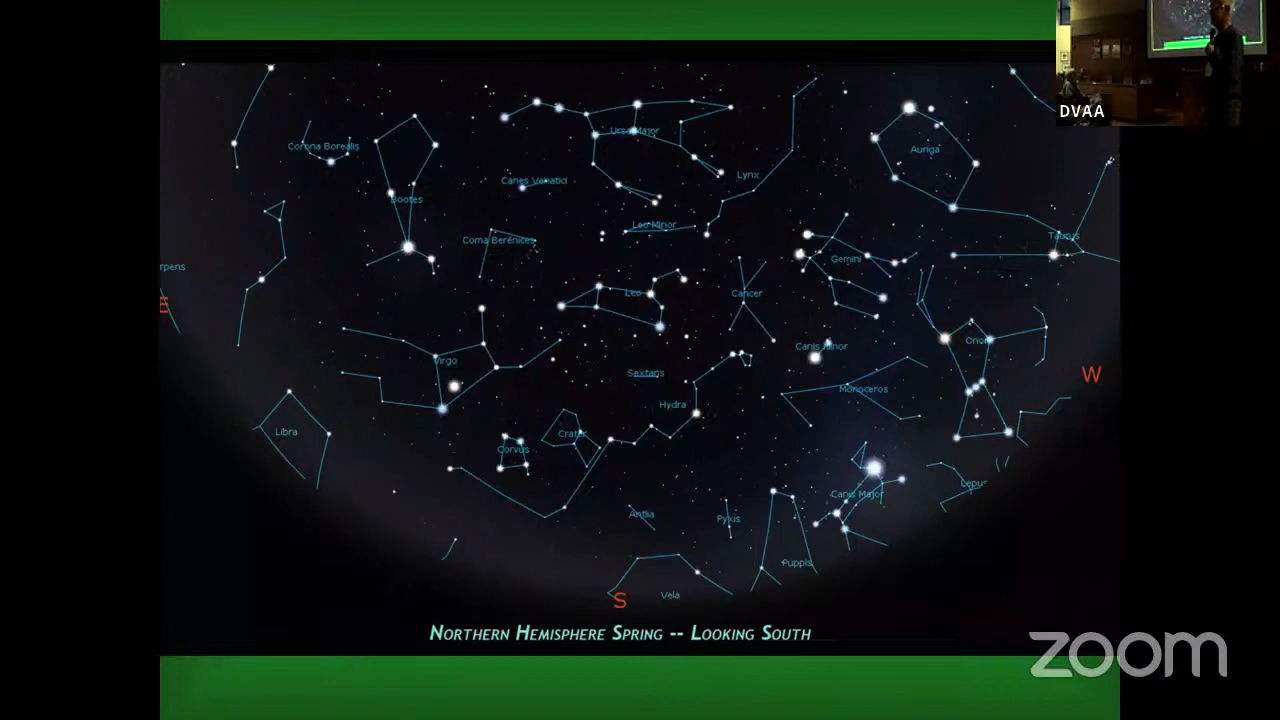 DVAA
Ursa Major
Corona Borealis
Auriga
Lynx
Canes Venatici
Bootes
Leo Minor
Taurus
Coma Berenices
Gemini
rpens
Leo
Cancer
E
Orion
Canis Minor
Virgo
Sextans
W
Monoceros
Hydra
Libra
Crater
Corvus
Lepus
Canis Major
Antlia
Pyxis
Puppis
Vela
S
Northern Hemisphere Spring -- Looking South
zoom